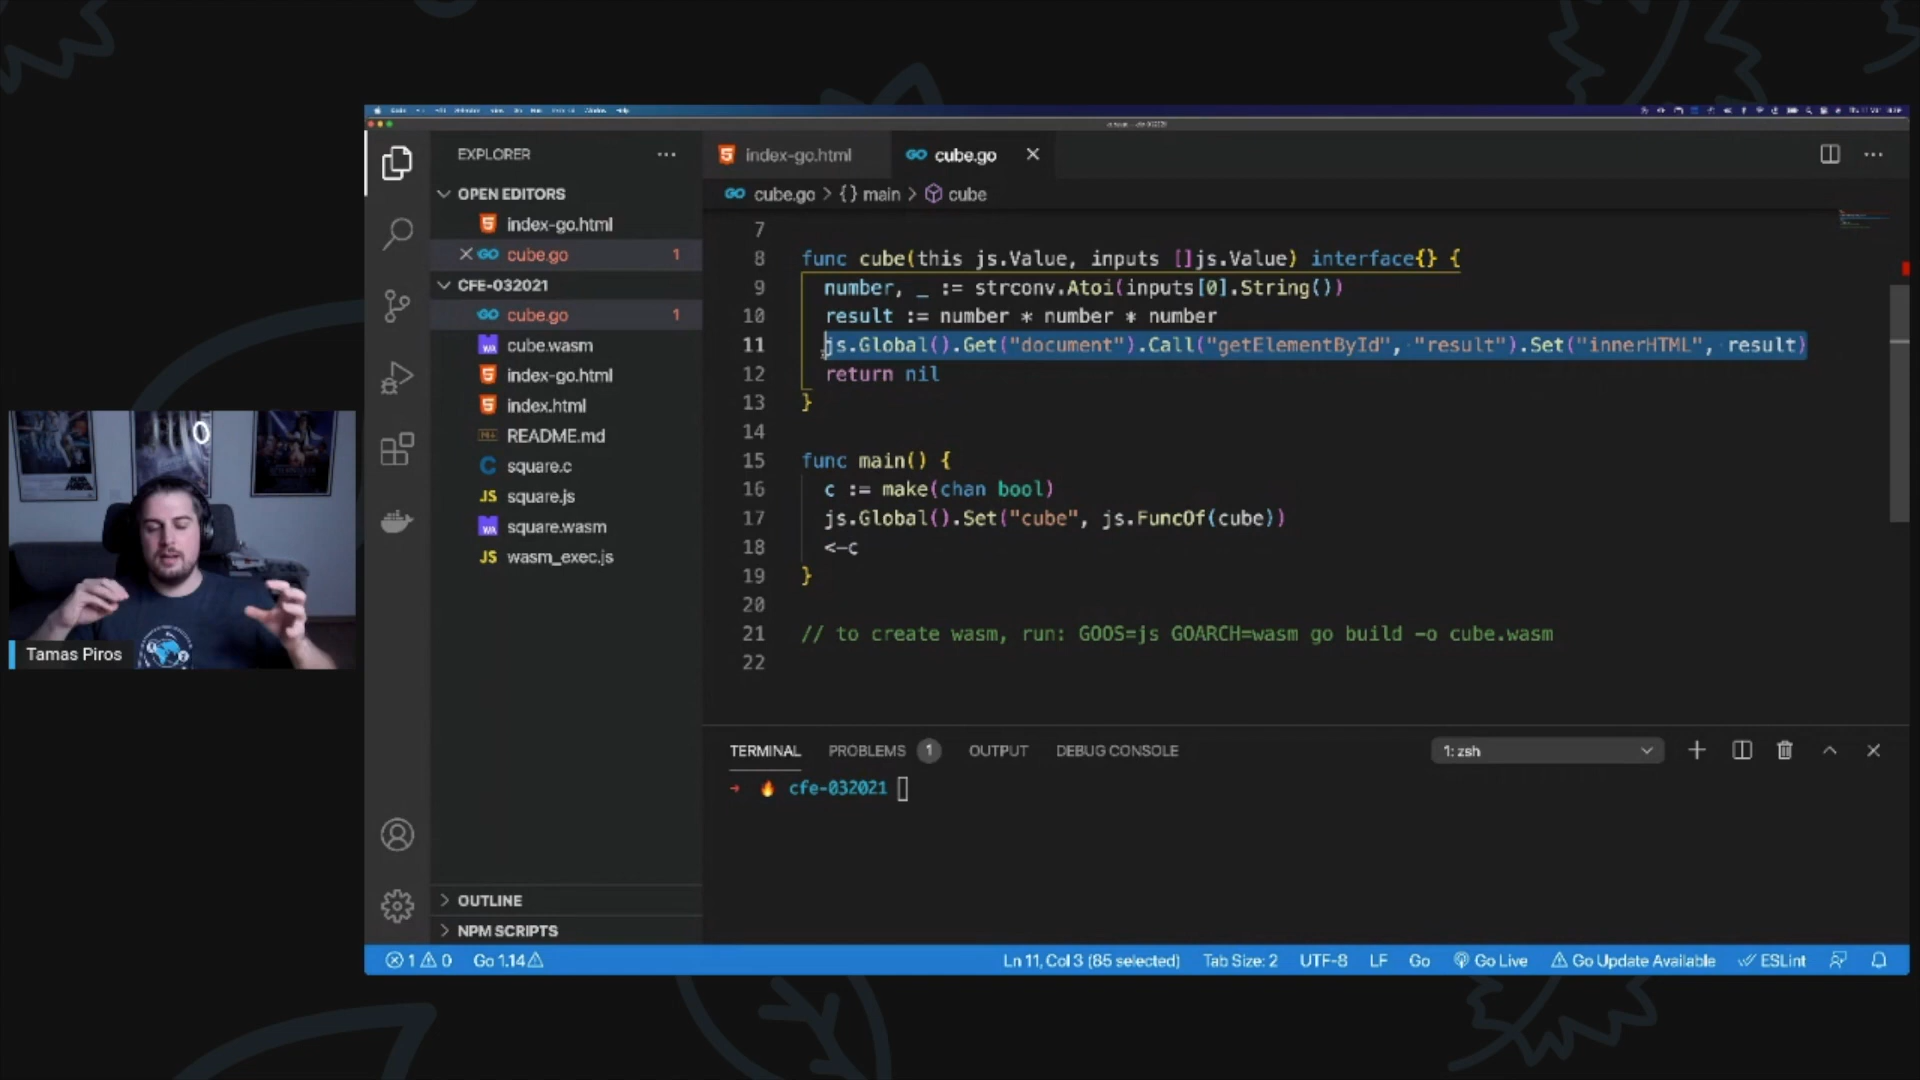 EXPLORER
OPEN EDITORS
index-go.html
cube.go 1
CFE-032021
cube.go 1
cube.wasm
index-go.html
index.html
README.md
square.c
JS square.js
square.wasm
JS wasm_exec.js
OUTLINE
NPM SCRIPTS
index-go.html
cube.go
cube.go > {} main > cube
7
8 func cube(this js.Value, inputs []js.Value) interface{} {
9 number, _ := strconv.Atoi(inputs[0].String())
10 result := number * number * number
11 js.Global().Get("document").Call("getElementById", "result").Set("innerHTML", result)
12 return nil
13 }
14
15 func main() {
16 c := make(chan bool)
17 js.Global().Set("cube", js.FuncOf(cube))
18 <-c
19 }
20
21 // to create wasm, run: GOOS=js GOARCH=wasm go build -o cube.wasm
22
TERMINAL PROBLEMS 1 OUTPUT DEBUG CONSOLE 1: zsh
cfe-032021
1 0 Go 1.14 Ln 11, Col 3 (85 selected) Tab Size: 2 UTF-8 LF Go Go Live Go Update Available ESLint
Tamas Piros